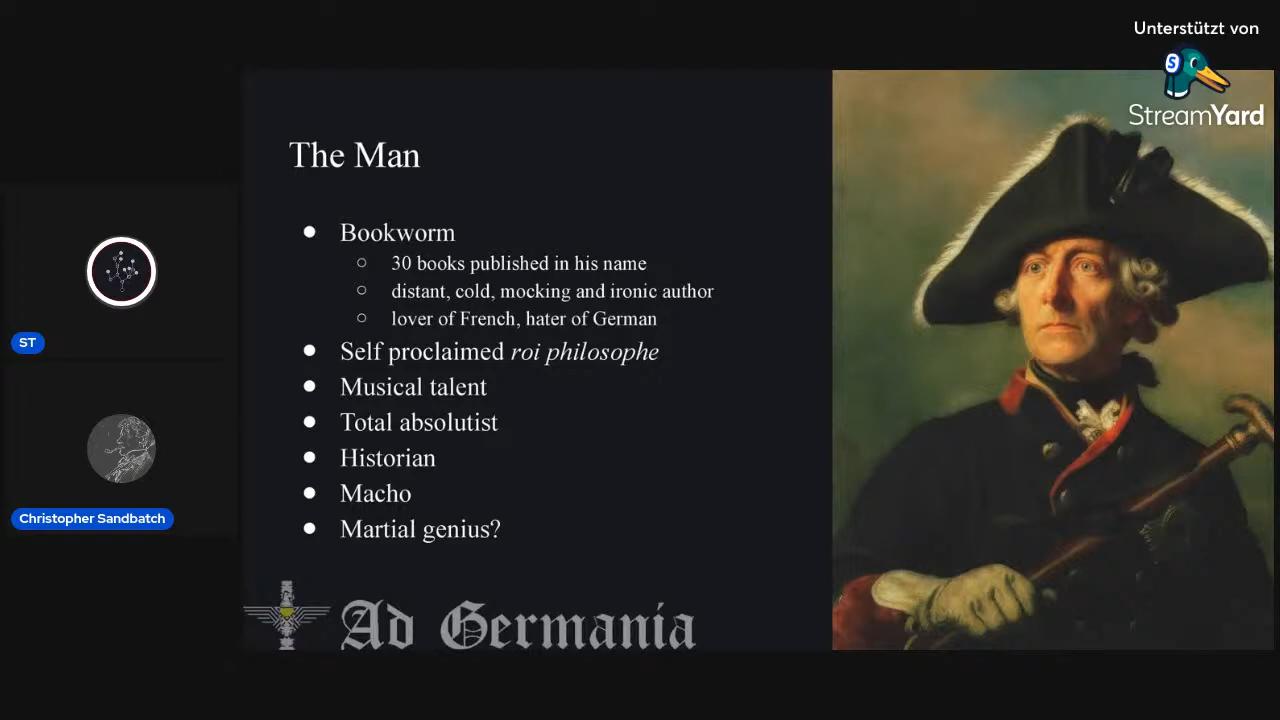 Unterstützt von
StreamYard
The Man
Bookworm
30 books published in his name
distant, cold, mocking and ironic author
lover of French, hater of German
Self proclaimed roi philosophe
Musical talent
Total absolutist
Historian
Macho
Martial genius?
Ad Germania
ST
Christopher Sandbatch